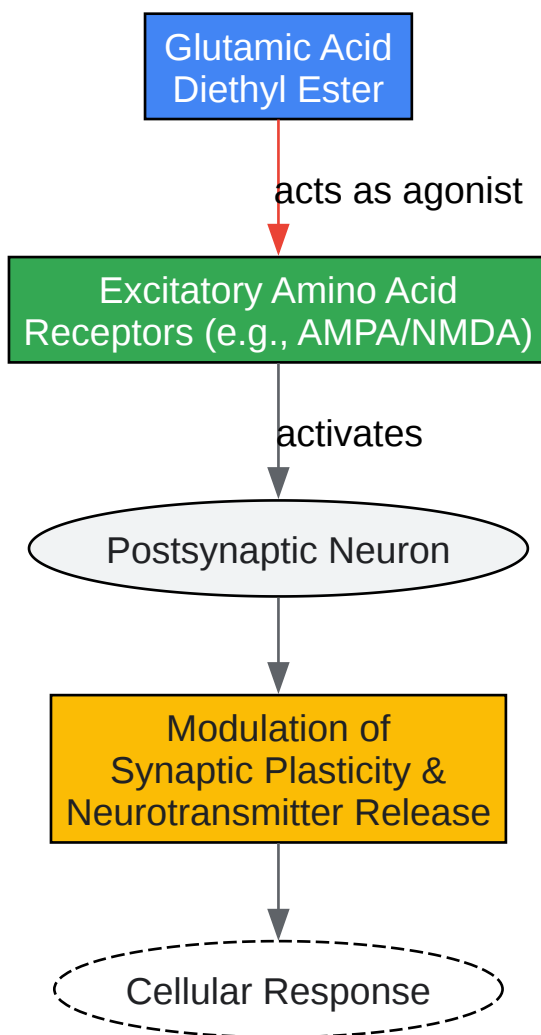 Glutamic Acid
Diethyl Ester
acts as agonist
Excitatory Amino Acid
Receptors (e.g., AMPA/NMDA)
activates
Postsynaptic Neuron
Modulation of
Synaptic Plasticity &
Neurotransmitter Release
Cellular Response